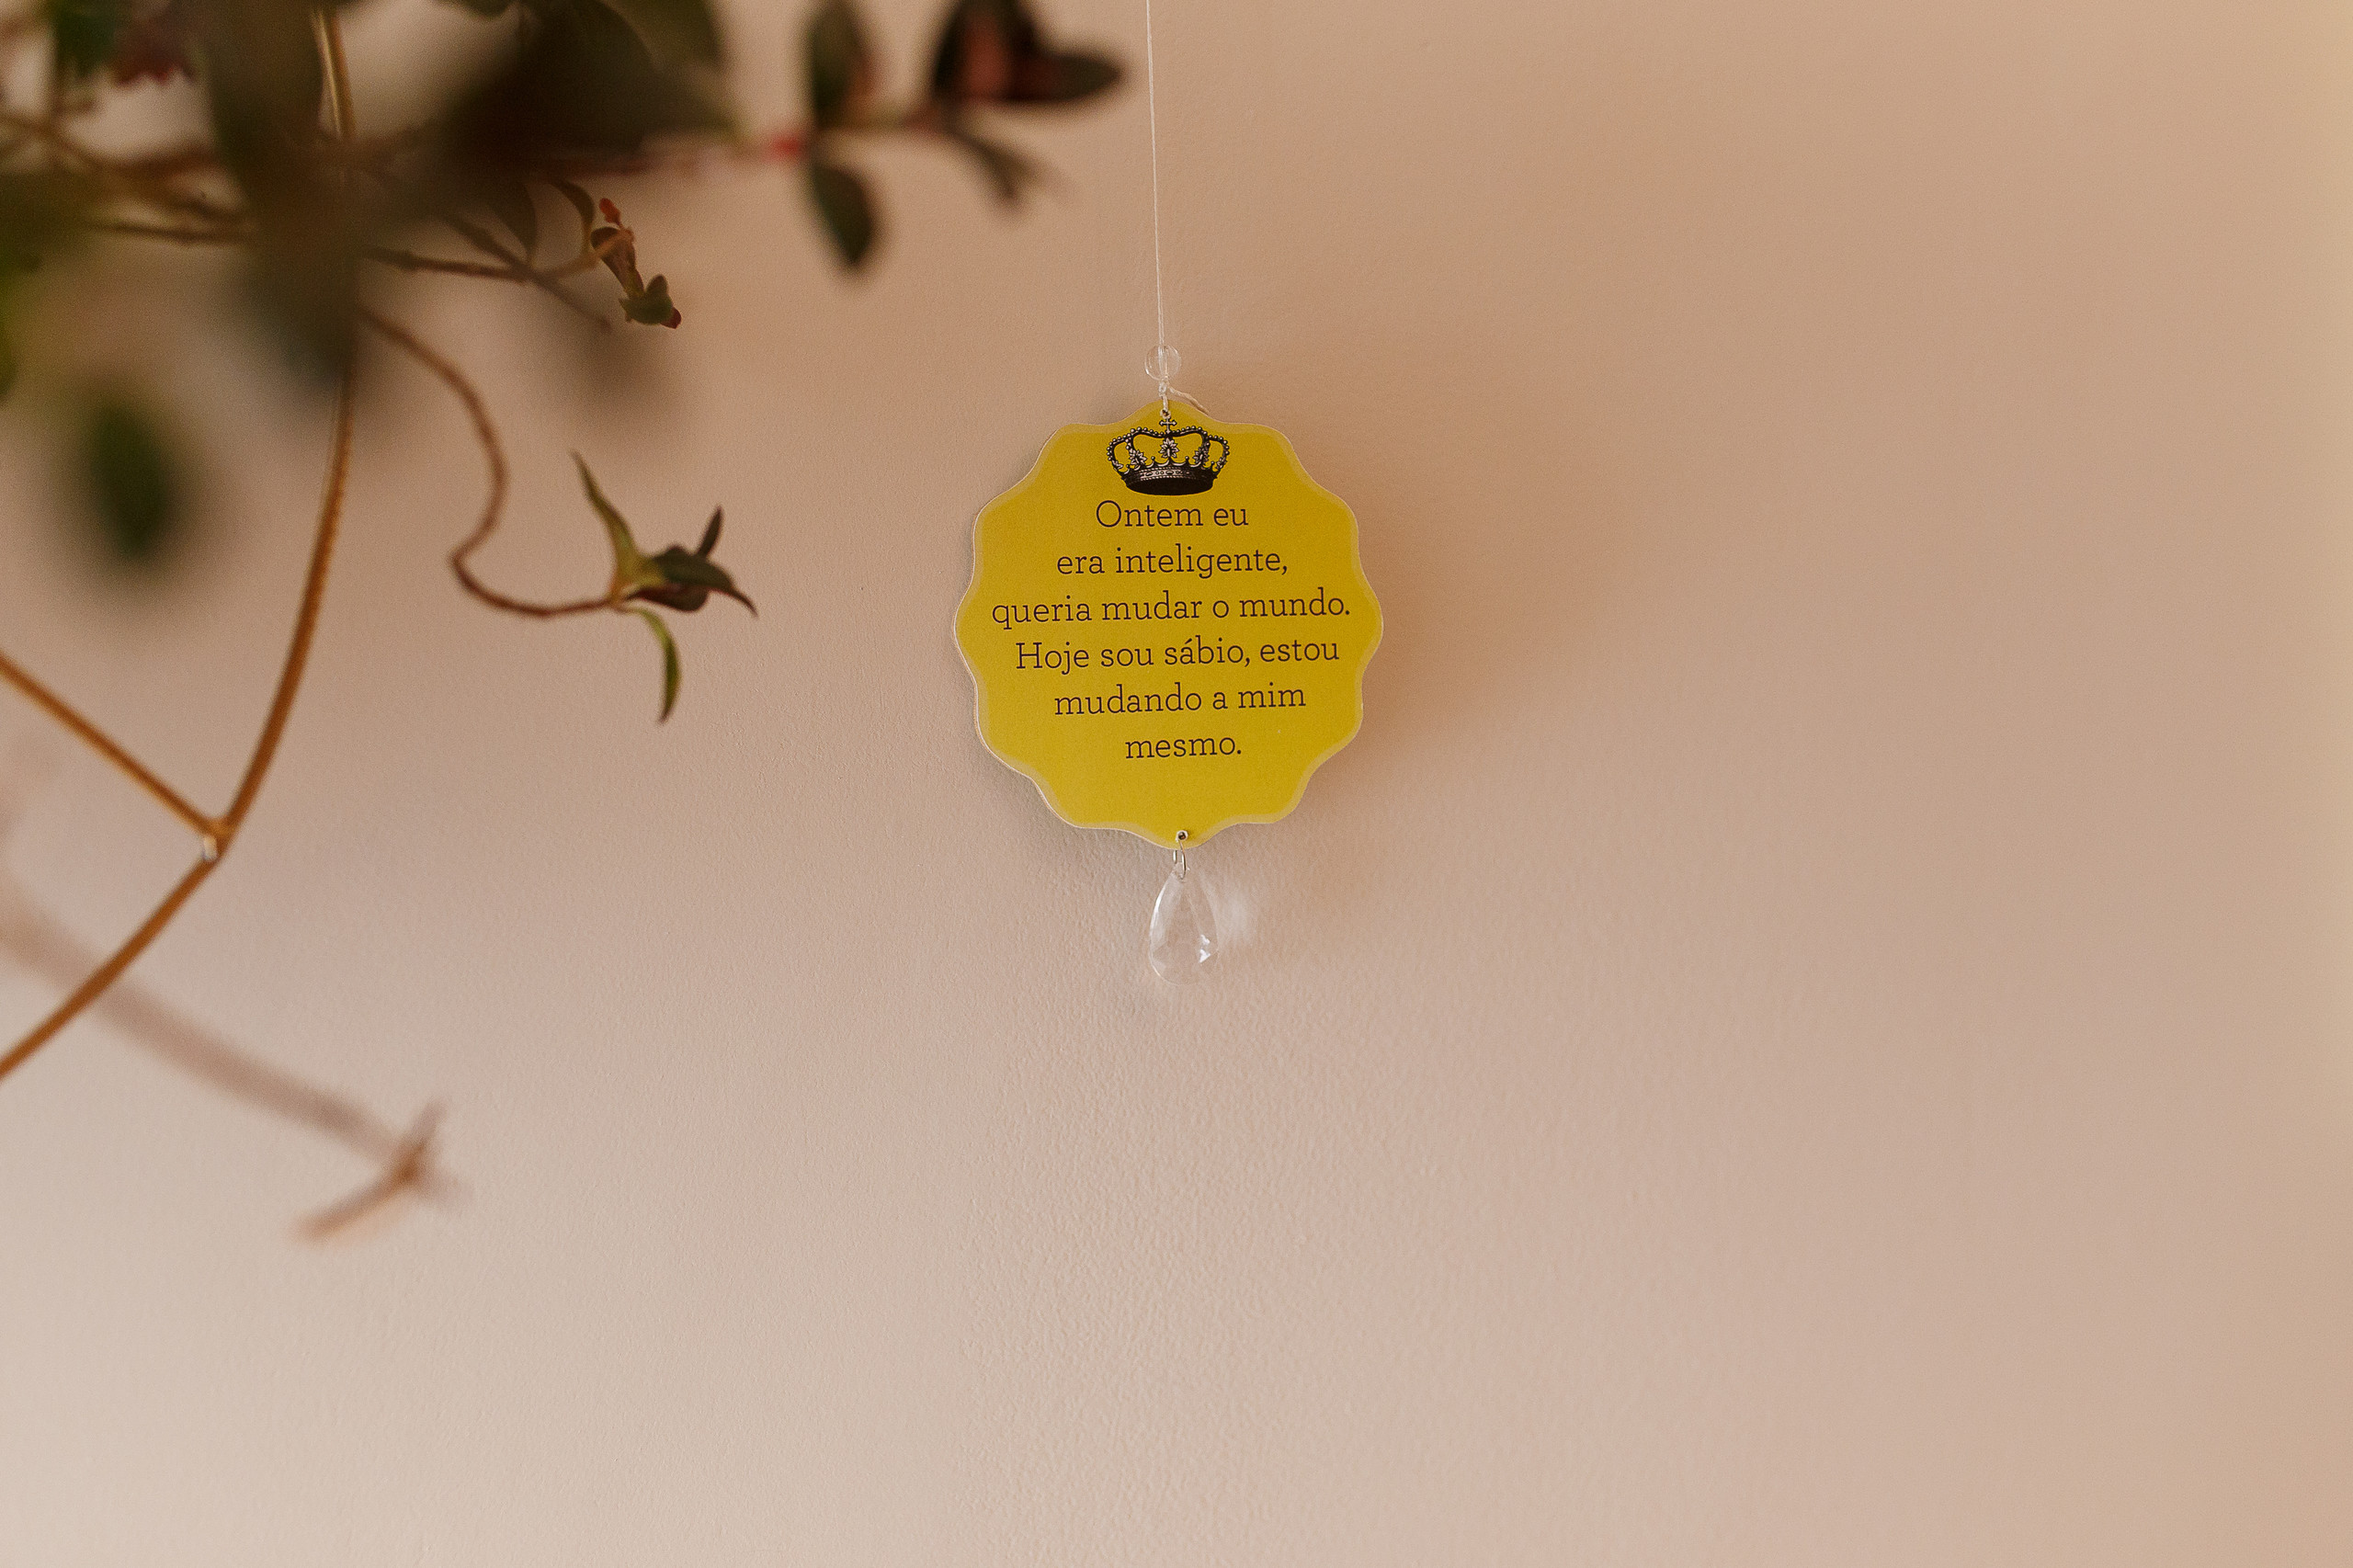 Ontem eu
era inteligente,
queria mudar o mundo.
Hoje sou sábio, estou
mudando a mim
mesmo.